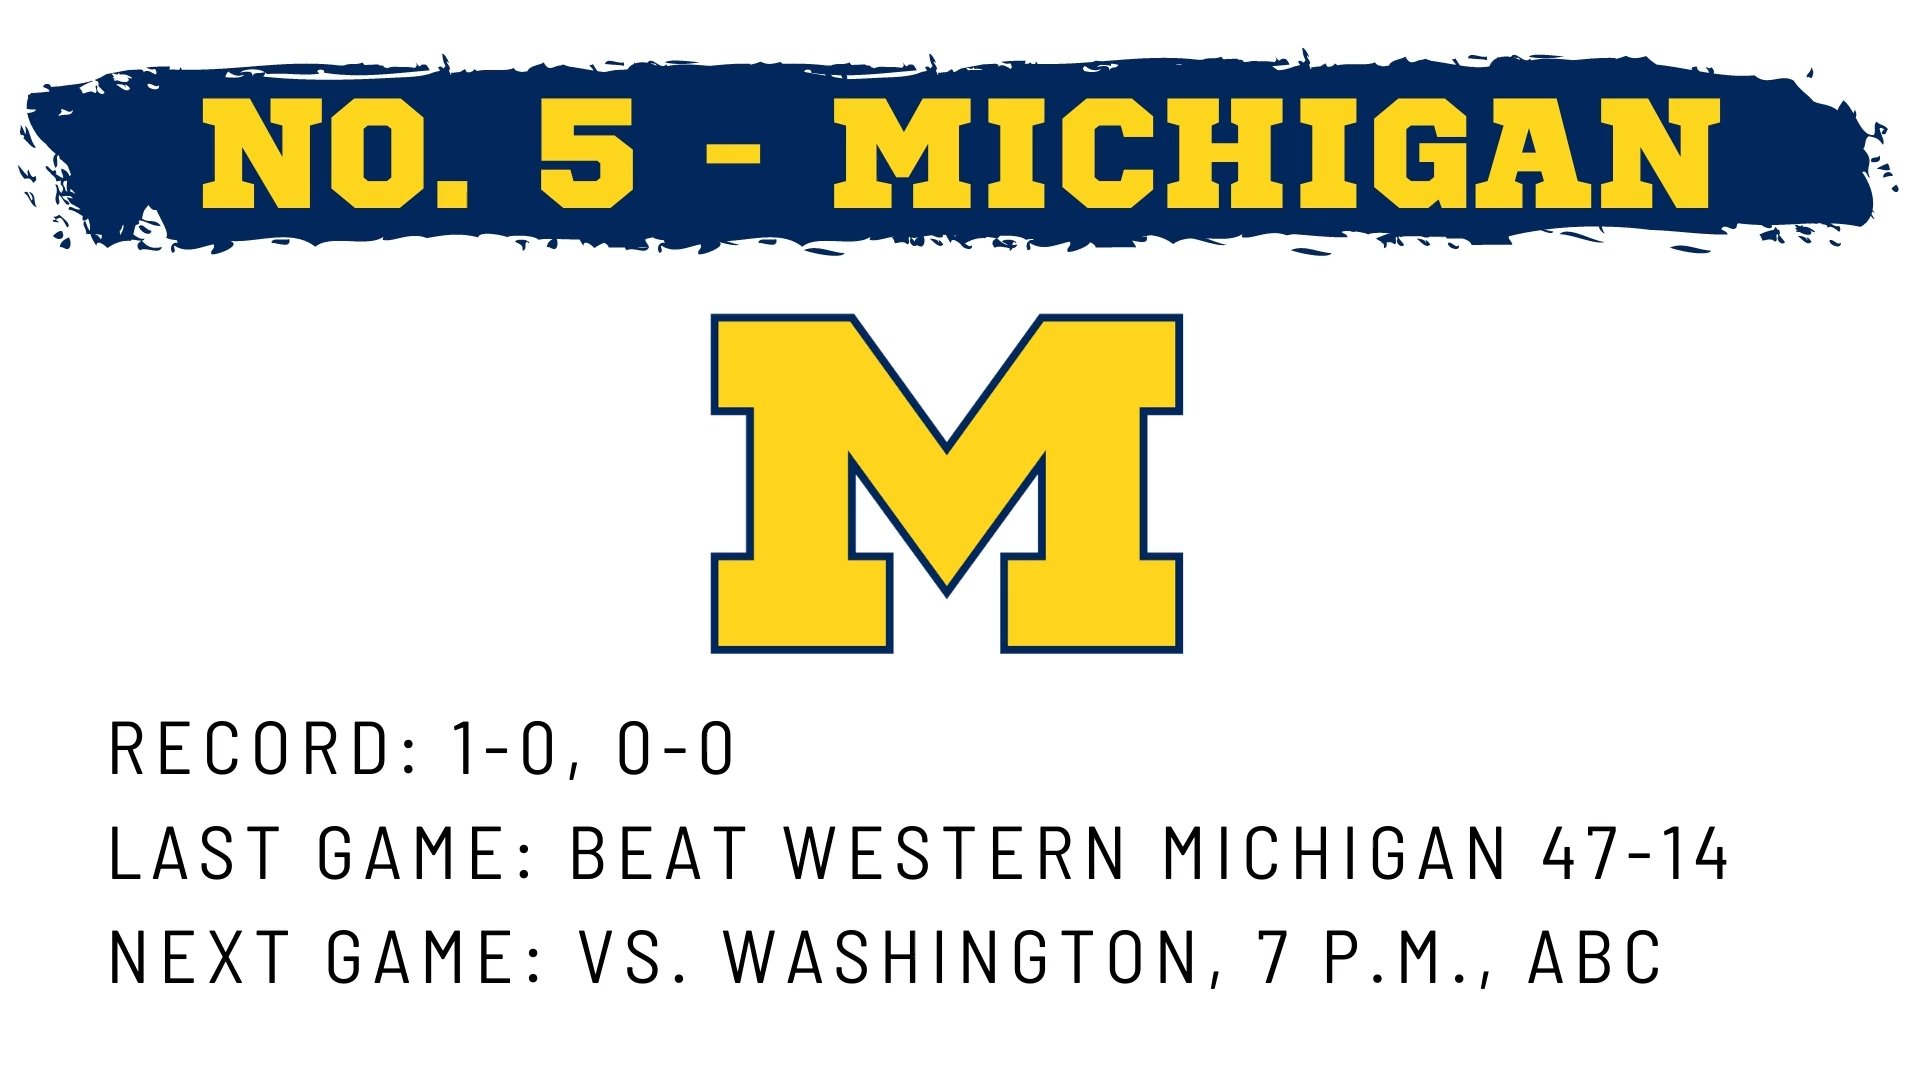 NO. 5 - MICHIGAN
M
RECORD: 1-0, 0-0
LAST GAME: BEAT WESTERN MICHIGAN 47-14
NEXT GAME: VS. WASHINGTON, 7 P.M., ABC